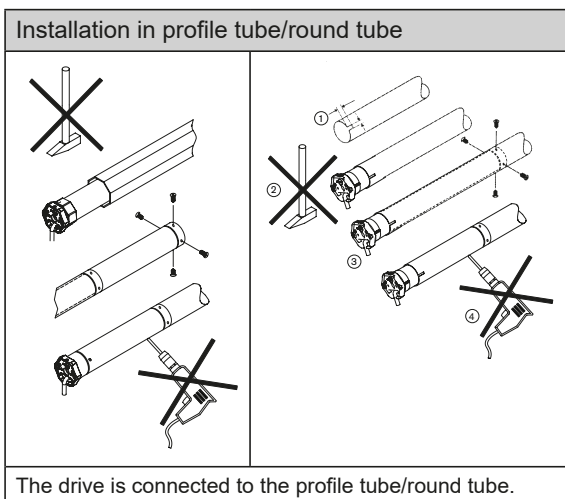 Installation in profile tube/round tube
①
②
③
④
The drive is connected to the profile tube/round tube.